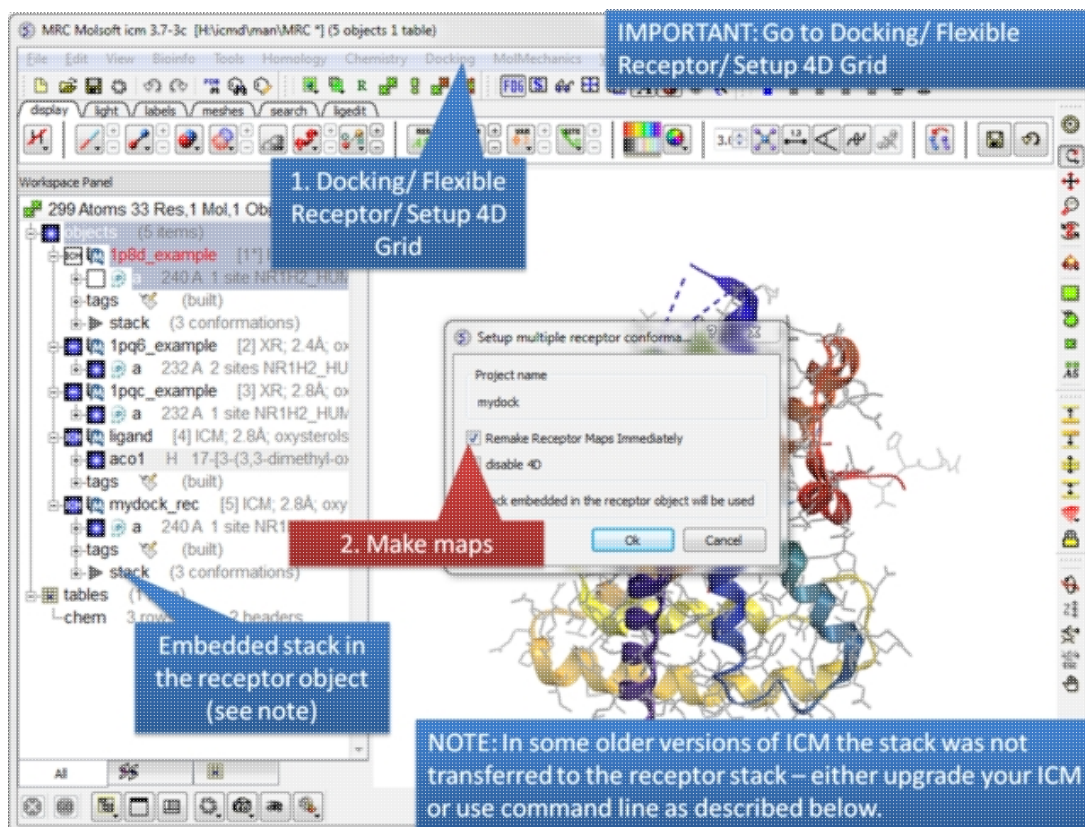 MRC Molsoft icm 3.7-3c [H:\icmd\man\MRC *] (5 objects 1 table)
IMPORTANT: Go to Docking/ Flexible
Receptor/ Setup 4D Grid
File Edit View Bioinfo Tools Homology Chemistry Docking MolMechanics
FOG
display light labels meshes search ligedit
Workspace Panel
1. Docking/ Flexible
Receptor/ Setup 4D
Grid
299 Atoms 33 Res,1 Mol,1 Obj
objects (5 items)
1p8d_example [1*]
a 240 A 1 site NR1H2_HUM
tags (built)
stack (3 conformations)
1pq6_example [2] XR; 2.4Å; ox
a 232 A 2 sites NR1H2_HU
1pqc_example [3] XR; 2.8Å; ox
a 232 A 1 site NR1H2_HUM
ligand [4] ICM; 2.8Å; oxysterols
aco1 H 17-[3-(3,3-dimethyl-ox
tags (built)
mydock_rec [5] ICM; 2.8Å; oxy
a 240 A 1 site NR1
tags (built)
stack (3 conformations)
tables
chem 3 row 2 headers
Setup multiple receptor conforma...
Project name
mydock
Remake Receptor Maps Immediately
disable 4D
embedded in the receptor object will be used
Ok Cancel
2. Make maps
Embedded stack in
the receptor object
(see note)
NOTE: In some older versions of ICM the stack was not
transferred to the receptor stack – either upgrade your ICM
or use command line as described below.
All